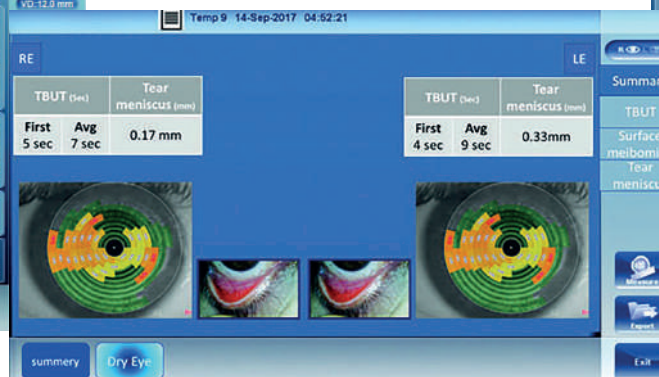 VD:12.0 mm
Temp 9 14-Sep-2017 04:52:21
RE
LE
TBUT (Sec)
Tear
meniscus (mm)
First
5 sec
Avg
7 sec
0.17 mm
TBUT (Sec)
Tear
meniscus (mm)
First
4 sec
Avg
9 sec
0.33mm
Summar
TBUT
Surface
meibomi
Tear
meniscu
Measure
Export
Exit
summery
Dry Eye